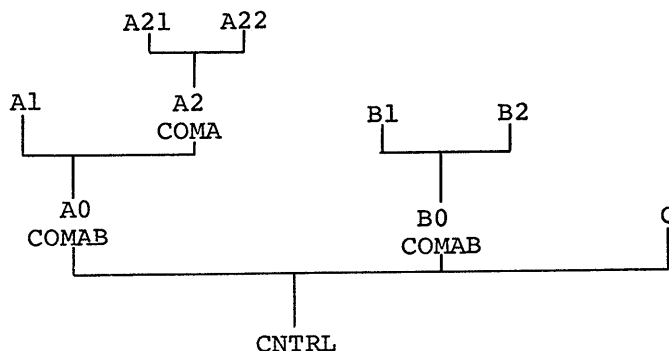 A21 A22
A1 A2 B1 B2
COMA
A0 B0 C
COMAB COMAB
CNTRL